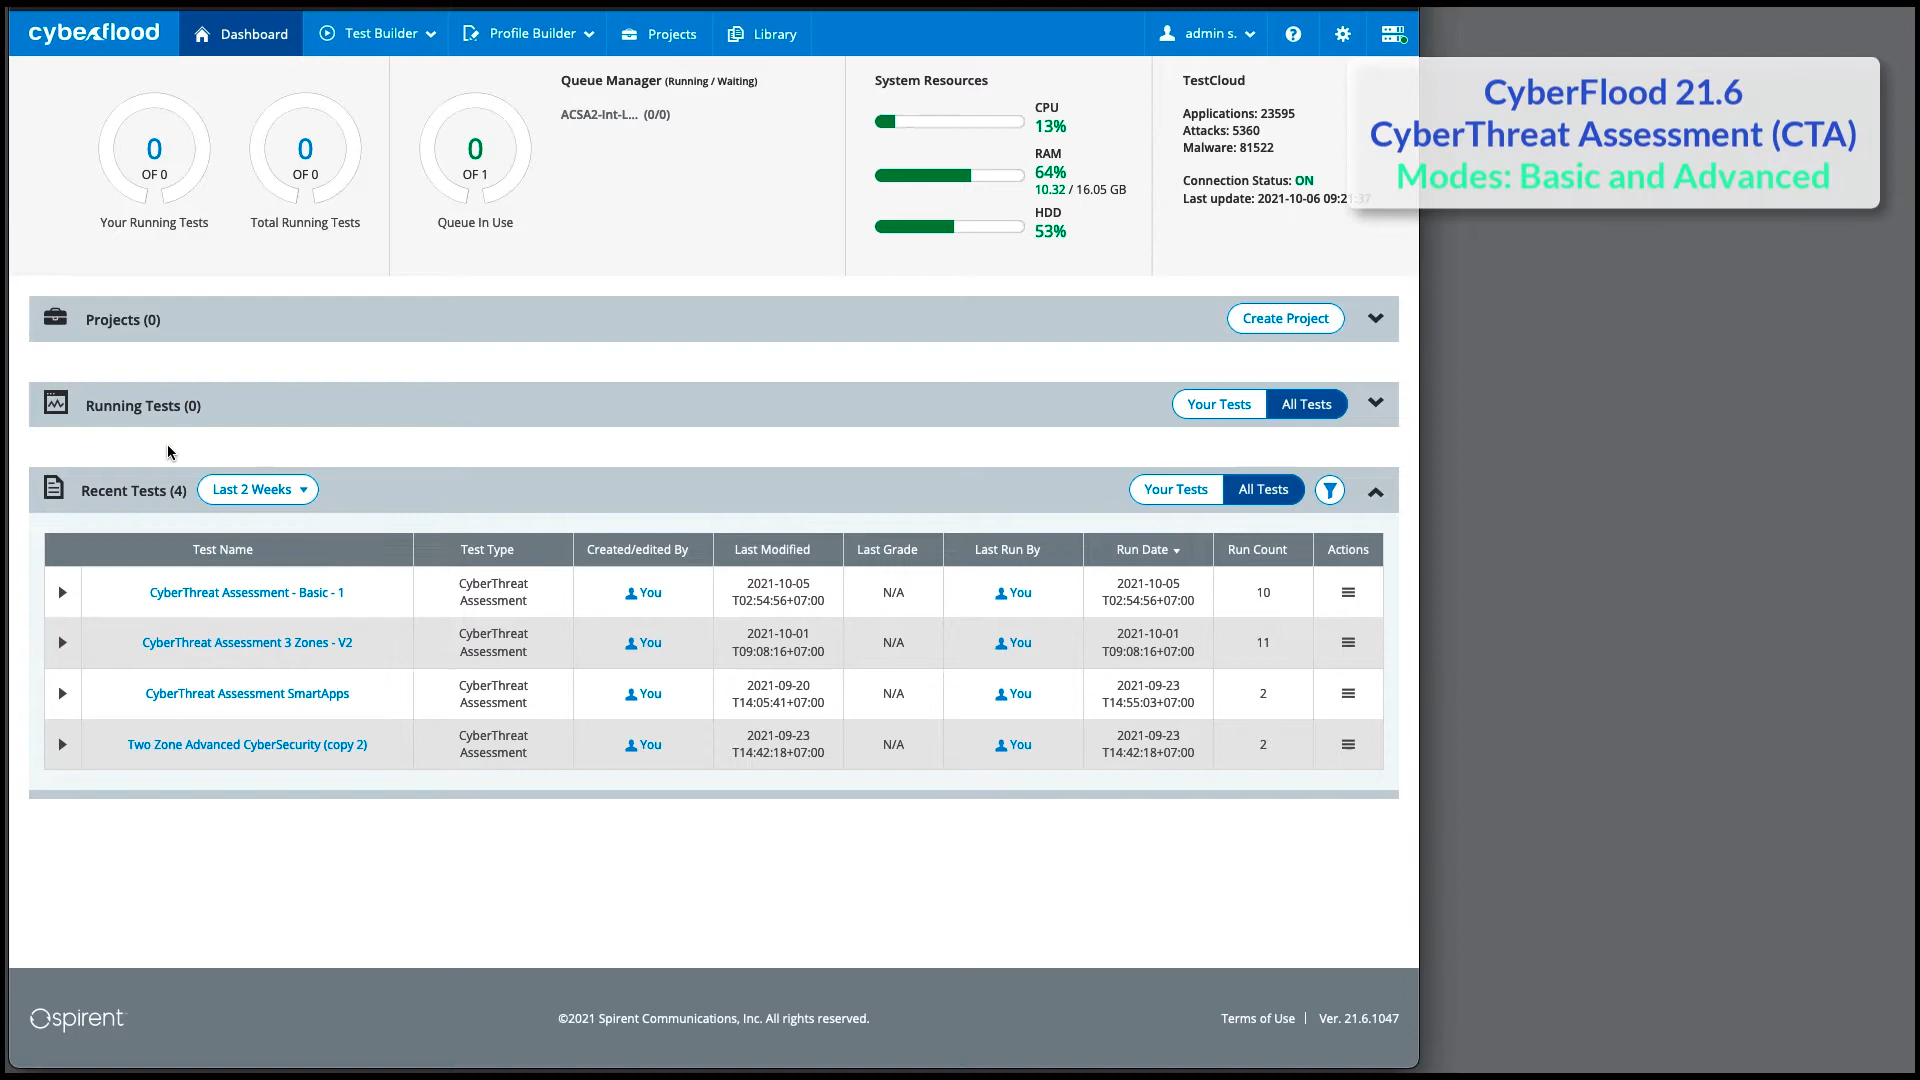 cyberflood Dashboard Test Builder Profile Builder Projects Library admin s.
0
OF 0
Your Running Tests
0
OF 0
Total Running Tests
0
OF 1
Queue In Use
Queue Manager (Running / Waiting)
ACSA2-Int-L... (0/0)
System Resources
CPU
13%
RAM
64%
10.32 / 16.05 GB
HDD
53%
TestCloud
Applications: 23595
Attacks: 5360
Malware: 81522
Connection Status: ON
Last update: 2021-10-06 09:21:37
CyberFlood 21.6
CyberThreat Assessment (CTA)
Modes: Basic and Advanced
Projects (0) Create Project
Running Tests (0) Your Tests All Tests
Recent Tests (4) Last 2 Weeks Your Tests All Tests
Test Name Test Type Created/edited By Last Modified Last Grade Last Run By Run Date Run Count Actions
CyberThreat Assessment - Basic - 1 CyberThreat Assessment You 2021-10-05 T02:54:56+07:00 N/A You 2021-10-05 T02:54:56+07:00 10
CyberThreat Assessment 3 Zones - V2 CyberThreat Assessment You 2021-10-01 T09:08:16+07:00 N/A You 2021-10-01 T09:08:16+07:00 11
CyberThreat Assessment SmartApps CyberThreat Assessment You 2021-09-20 T14:05:41+07:00 N/A You 2021-09-23 T14:55:03+07:00 2
Two Zone Advanced CyberSecurity (copy 2) CyberThreat Assessment You 2021-09-23 T14:42:18+07:00 N/A You 2021-09-23 T14:42:18+07:00 2
spirent ©2021 Spirent Communications, Inc. All rights reserved. Terms of Use | Ver. 21.6.1047